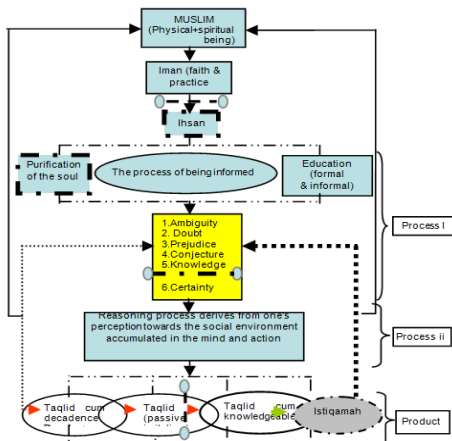 MUSLIM
(Physical+spiritual
being)
Iman (faith &
practice
Ihsan
Purification
of the soul
The process of being informed
Education
(formal
& informal)
1.Ambiguity
2. Doubt
3.Prejudice
4.Conjecture
5.Knowledge
6.Certainty
Process I
Reasoning process derives from one's
perception towards the social environment
accumulated in the mind and action
Process ii
Taqlid cum
decadence
Taqlid
(passive
Taqlid cum
knowledgeable
Istiqamah
Product